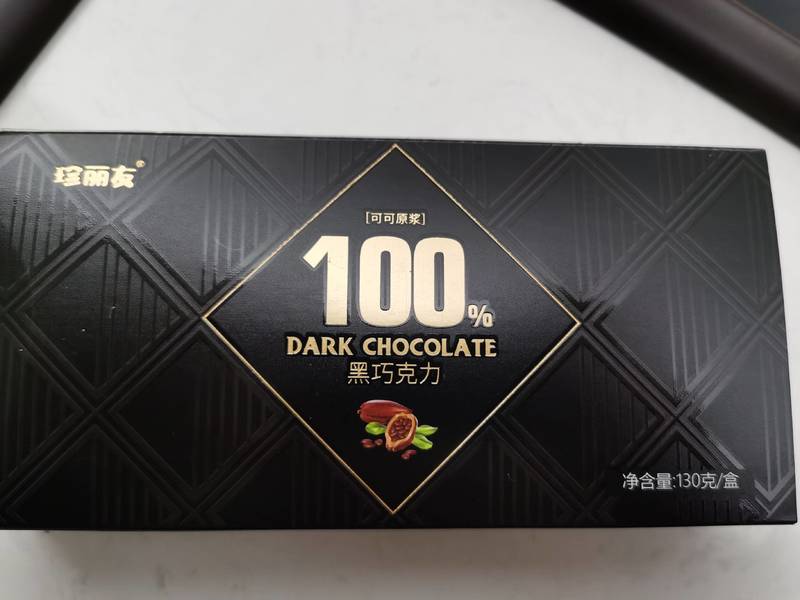 珍丽友®
[可可原浆]
100%
DARK CHOCOLATE
黑巧克力
净含量:130克/盒